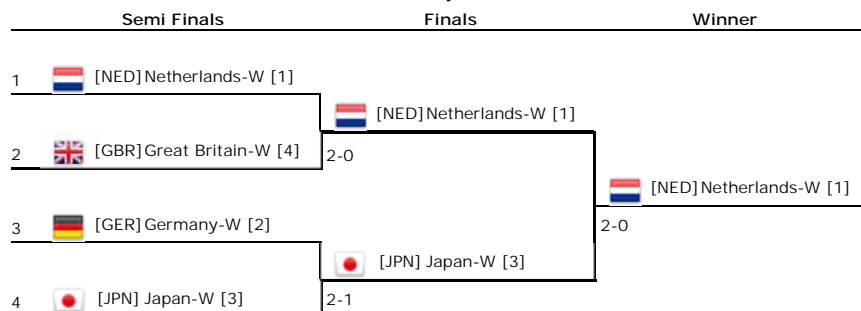 Semi Finals Finals Winner
1 [NED] Netherlands-W [1]
[NED] Netherlands-W [1]
2 [GBR] Great Britain-W [4] 2-0
[NED] Netherlands-W [1]
3 [GER] Germany-W [2] 2-0
[JPN] Japan-W [3]
4 [JPN] Japan-W [3] 2-1